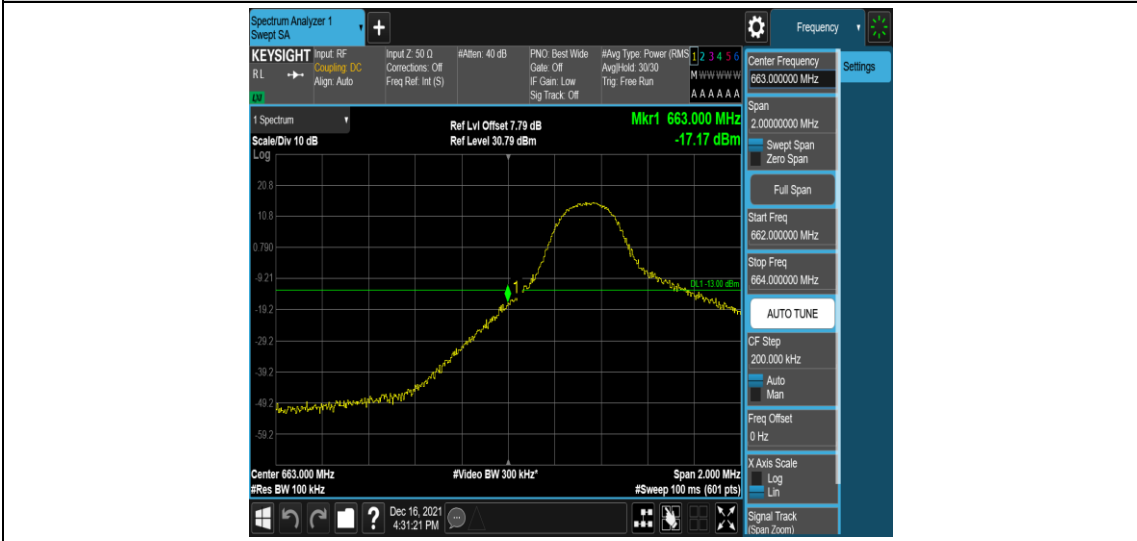 Spectrum Analyzer 1
Swept SA
+
Frequency
KEYSIGHT
RL
Input: RF
Coupling: DC
Align: Auto
Input Z: 50 Ω
Corrections: Off
Freq Ref: Int (S)
#Atten: 40 dB
PNO: Best Wide
Gate: Off
IF Gain: Low
Sig Track: Off
#Avg Type: Power (RMS
Avg|Hold: 30/30
Trig: Free Run
1 2 3 4 5 6
M W W W W W
A A A A A A
1 Spectrum
Scale/Div 10 dB
Log
Ref Lvl Offset 7.79 dB
Ref Level 30.79 dBm
Mkr1 663.000 MHz
-17.17 dBm
20.8
10.8
0.790
-9.21
-19.2
-29.2
-39.2
-49.2
-59.2
1
DL1 -13.00 dBm
Center 663.000 MHz
#Res BW 100 kHz
#Video BW 300 kHz*
Span 2.000 MHz
#Sweep 100 ms (601 pts)
?
Dec 16, 2021
4:31:21 PM
Center Frequency
663.000000 MHz
Settings
Span
2.00000000 MHz
Swept Span
Zero Span
Full Span
Start Freq
662.000000 MHz
Stop Freq
664.000000 MHz
AUTO TUNE
CF Step
200.000 kHz
Auto
Man
Freq Offset
0 Hz
X Axis Scale
Log
Lin
Signal Track
(Span Zoom)